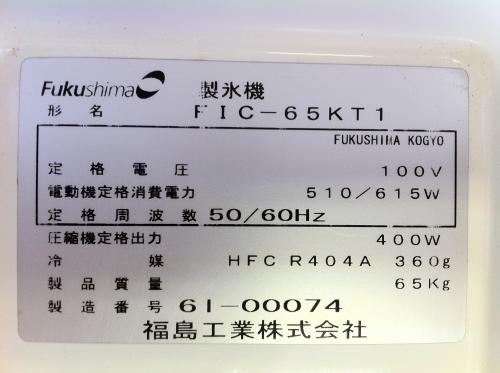 Fukushima 製氷機
形名 FIC-65KT1
FUKUSHIMA KOGYO
定格電圧 100V
電動機定格消費電力 510/615W
定格周波数 50/60Hz
圧縮機定格出力 400W
冷媒 HFC R404A 360g
製品質量 65Kg
製造番号 61-00074
福島工業株式会社